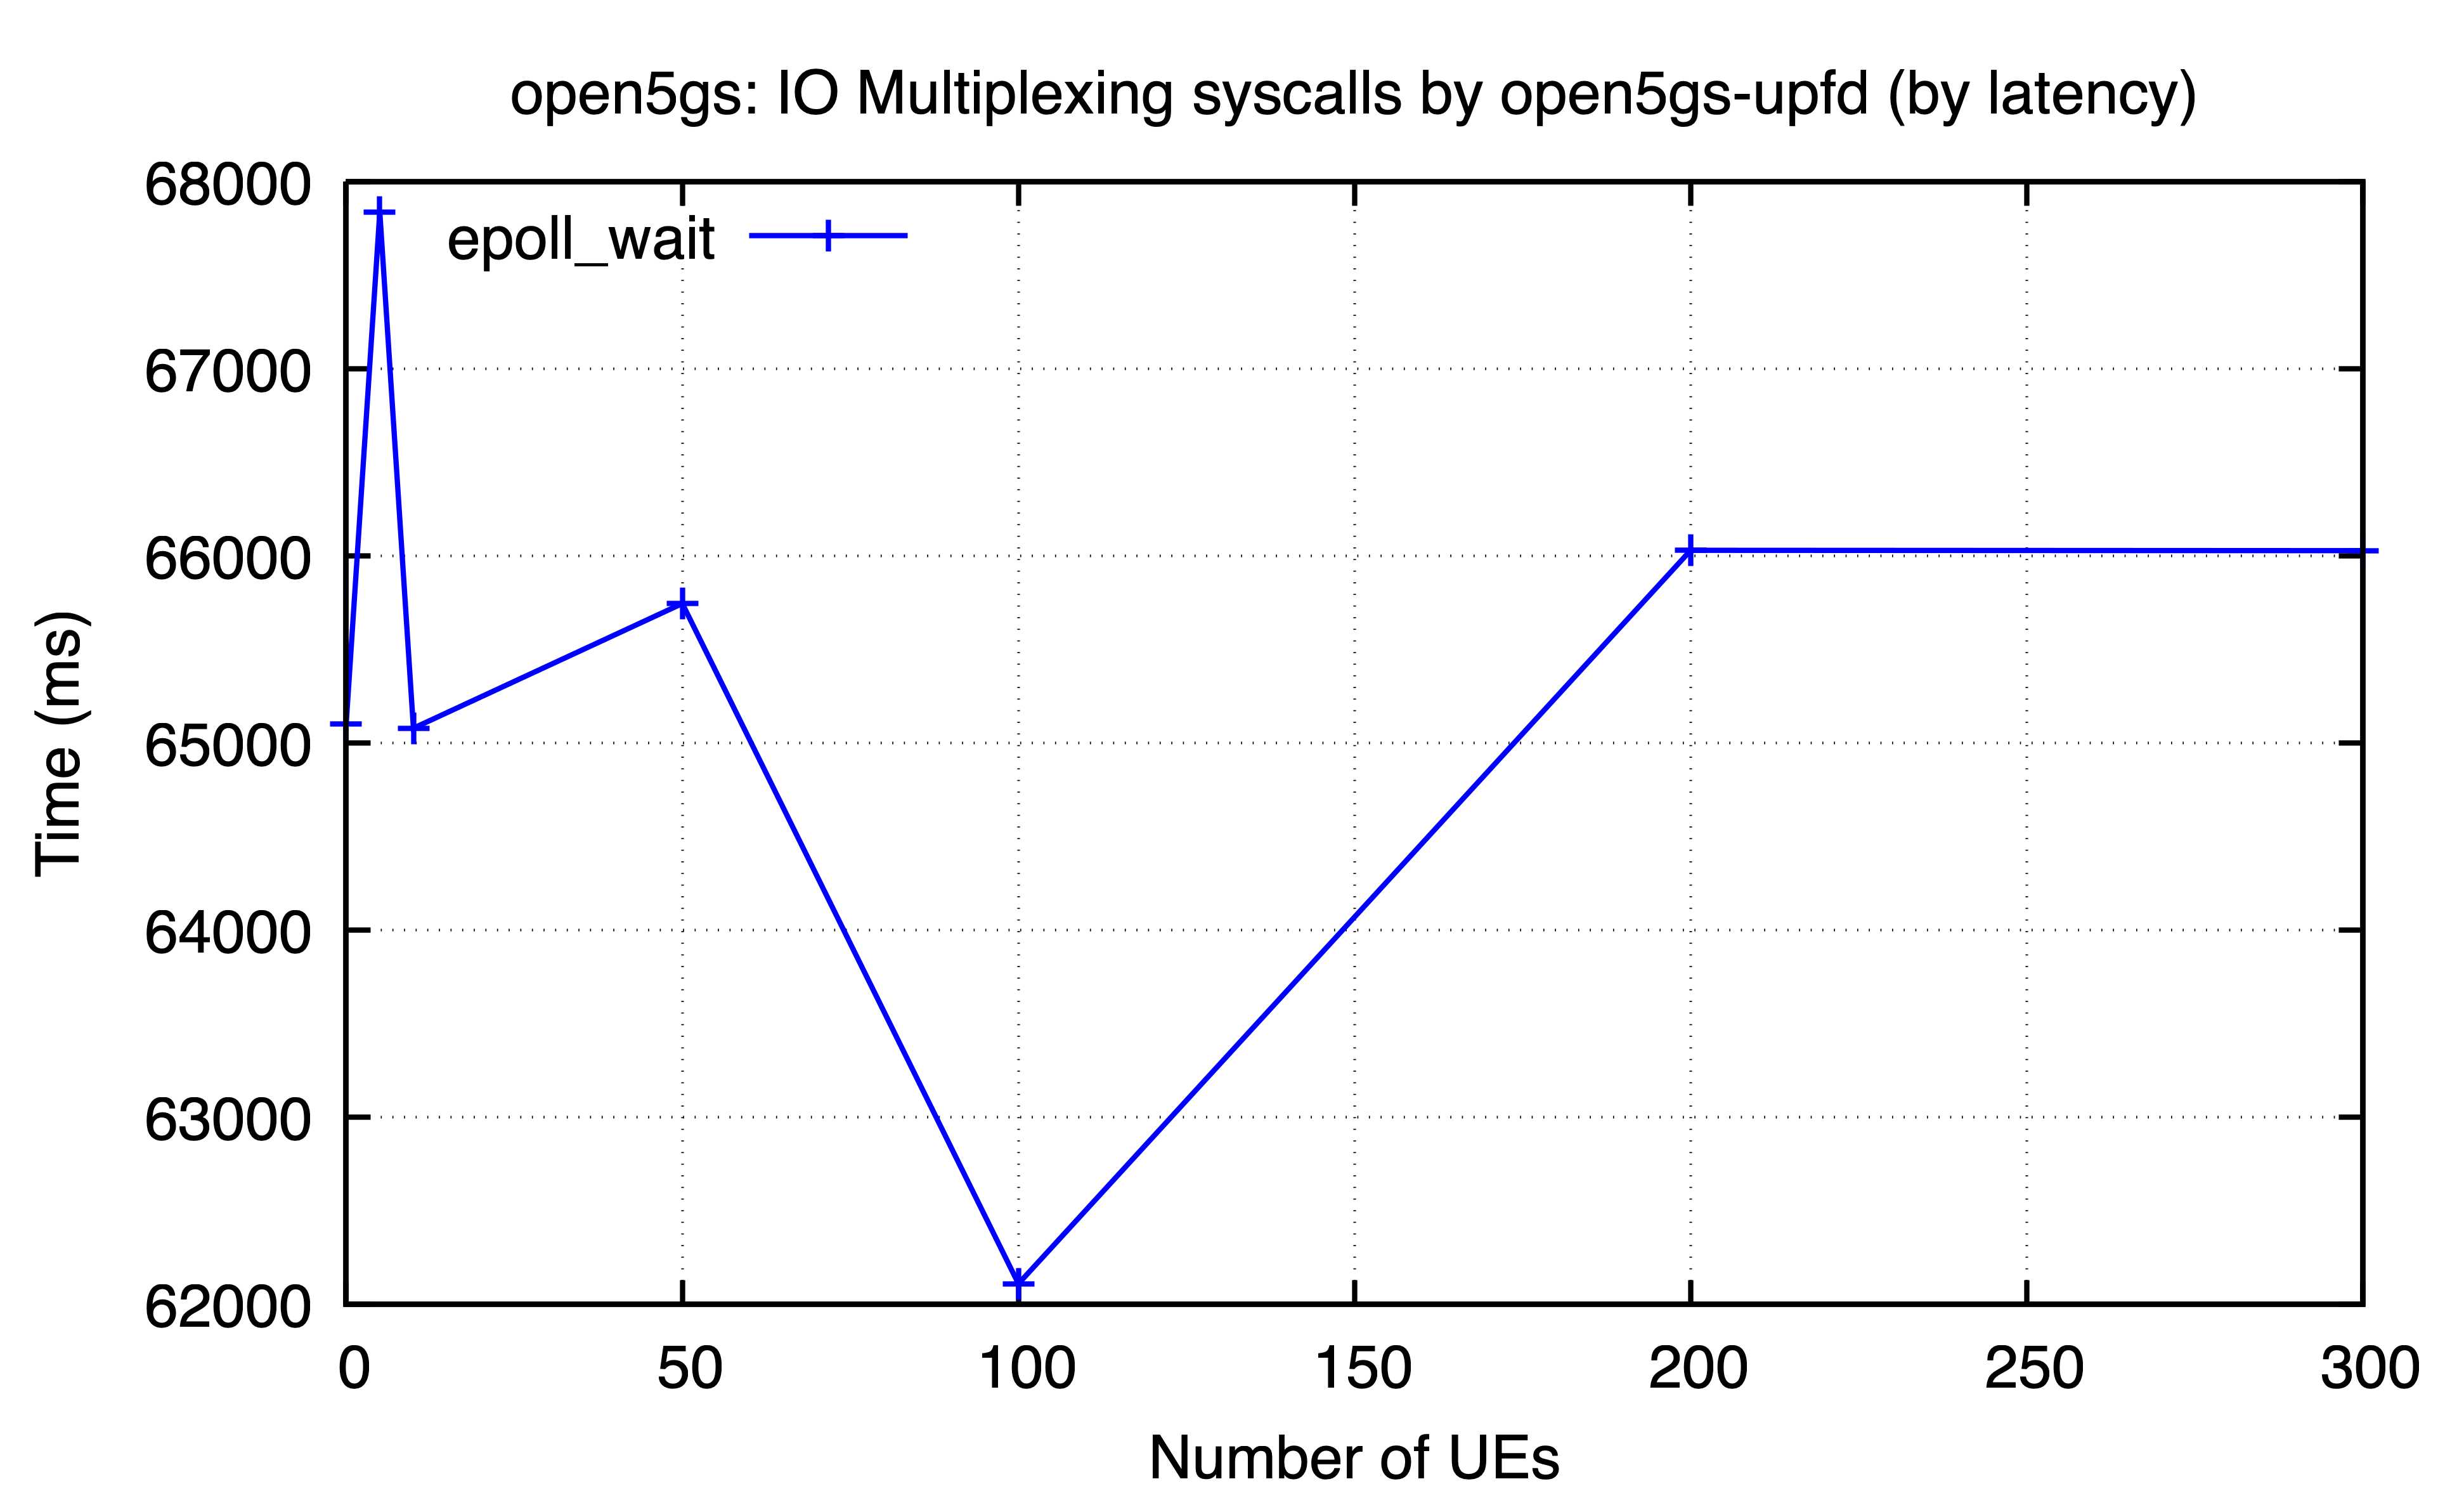 open5gs: IO Multiplexing syscalls by open5gs-upfd (by latency)
68000
epoll_wait
67000
66000
65000
64000
63000
62000
Time (ms)
0 50 100 150 200 250 300
Number of UEs